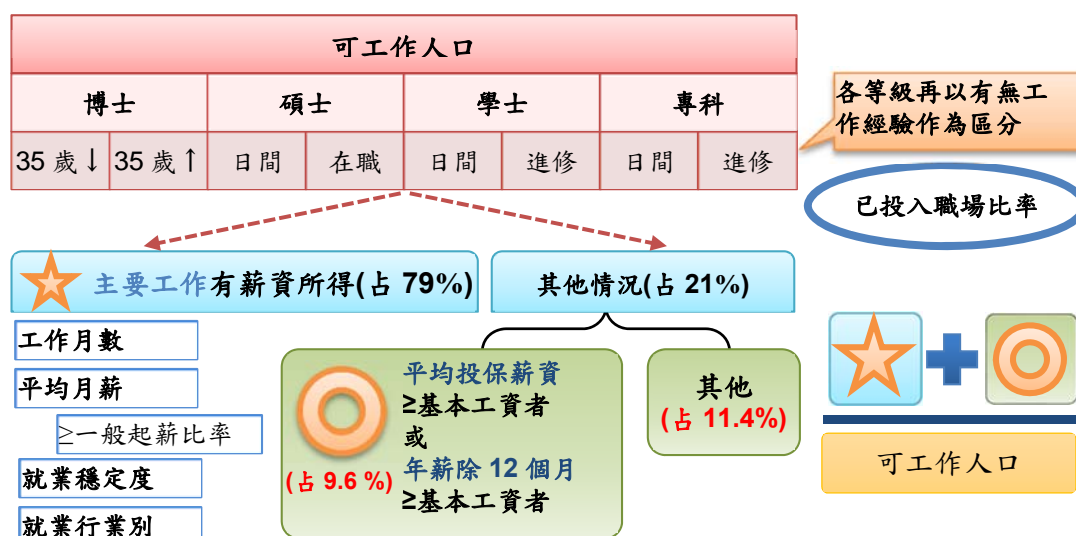 可工作人口
博士 碩士 學士 專科
35 歲↓ 35 歲↑ 日間 在職 日間 進修 日間 進修
各等級再以有無工
作經驗作為區分
已投入職場比率
主要工作有薪資所得(占 79%)
其他情況(占 21%)
工作月數
平均月薪
≥一般起薪比率
就業穩定度
就業行業別
(占 9.6 %)
平均投保薪資
≥基本工資者
或
年薪除 12 個月
≥基本工資者
其他
(占 11.4%)
可工作人口